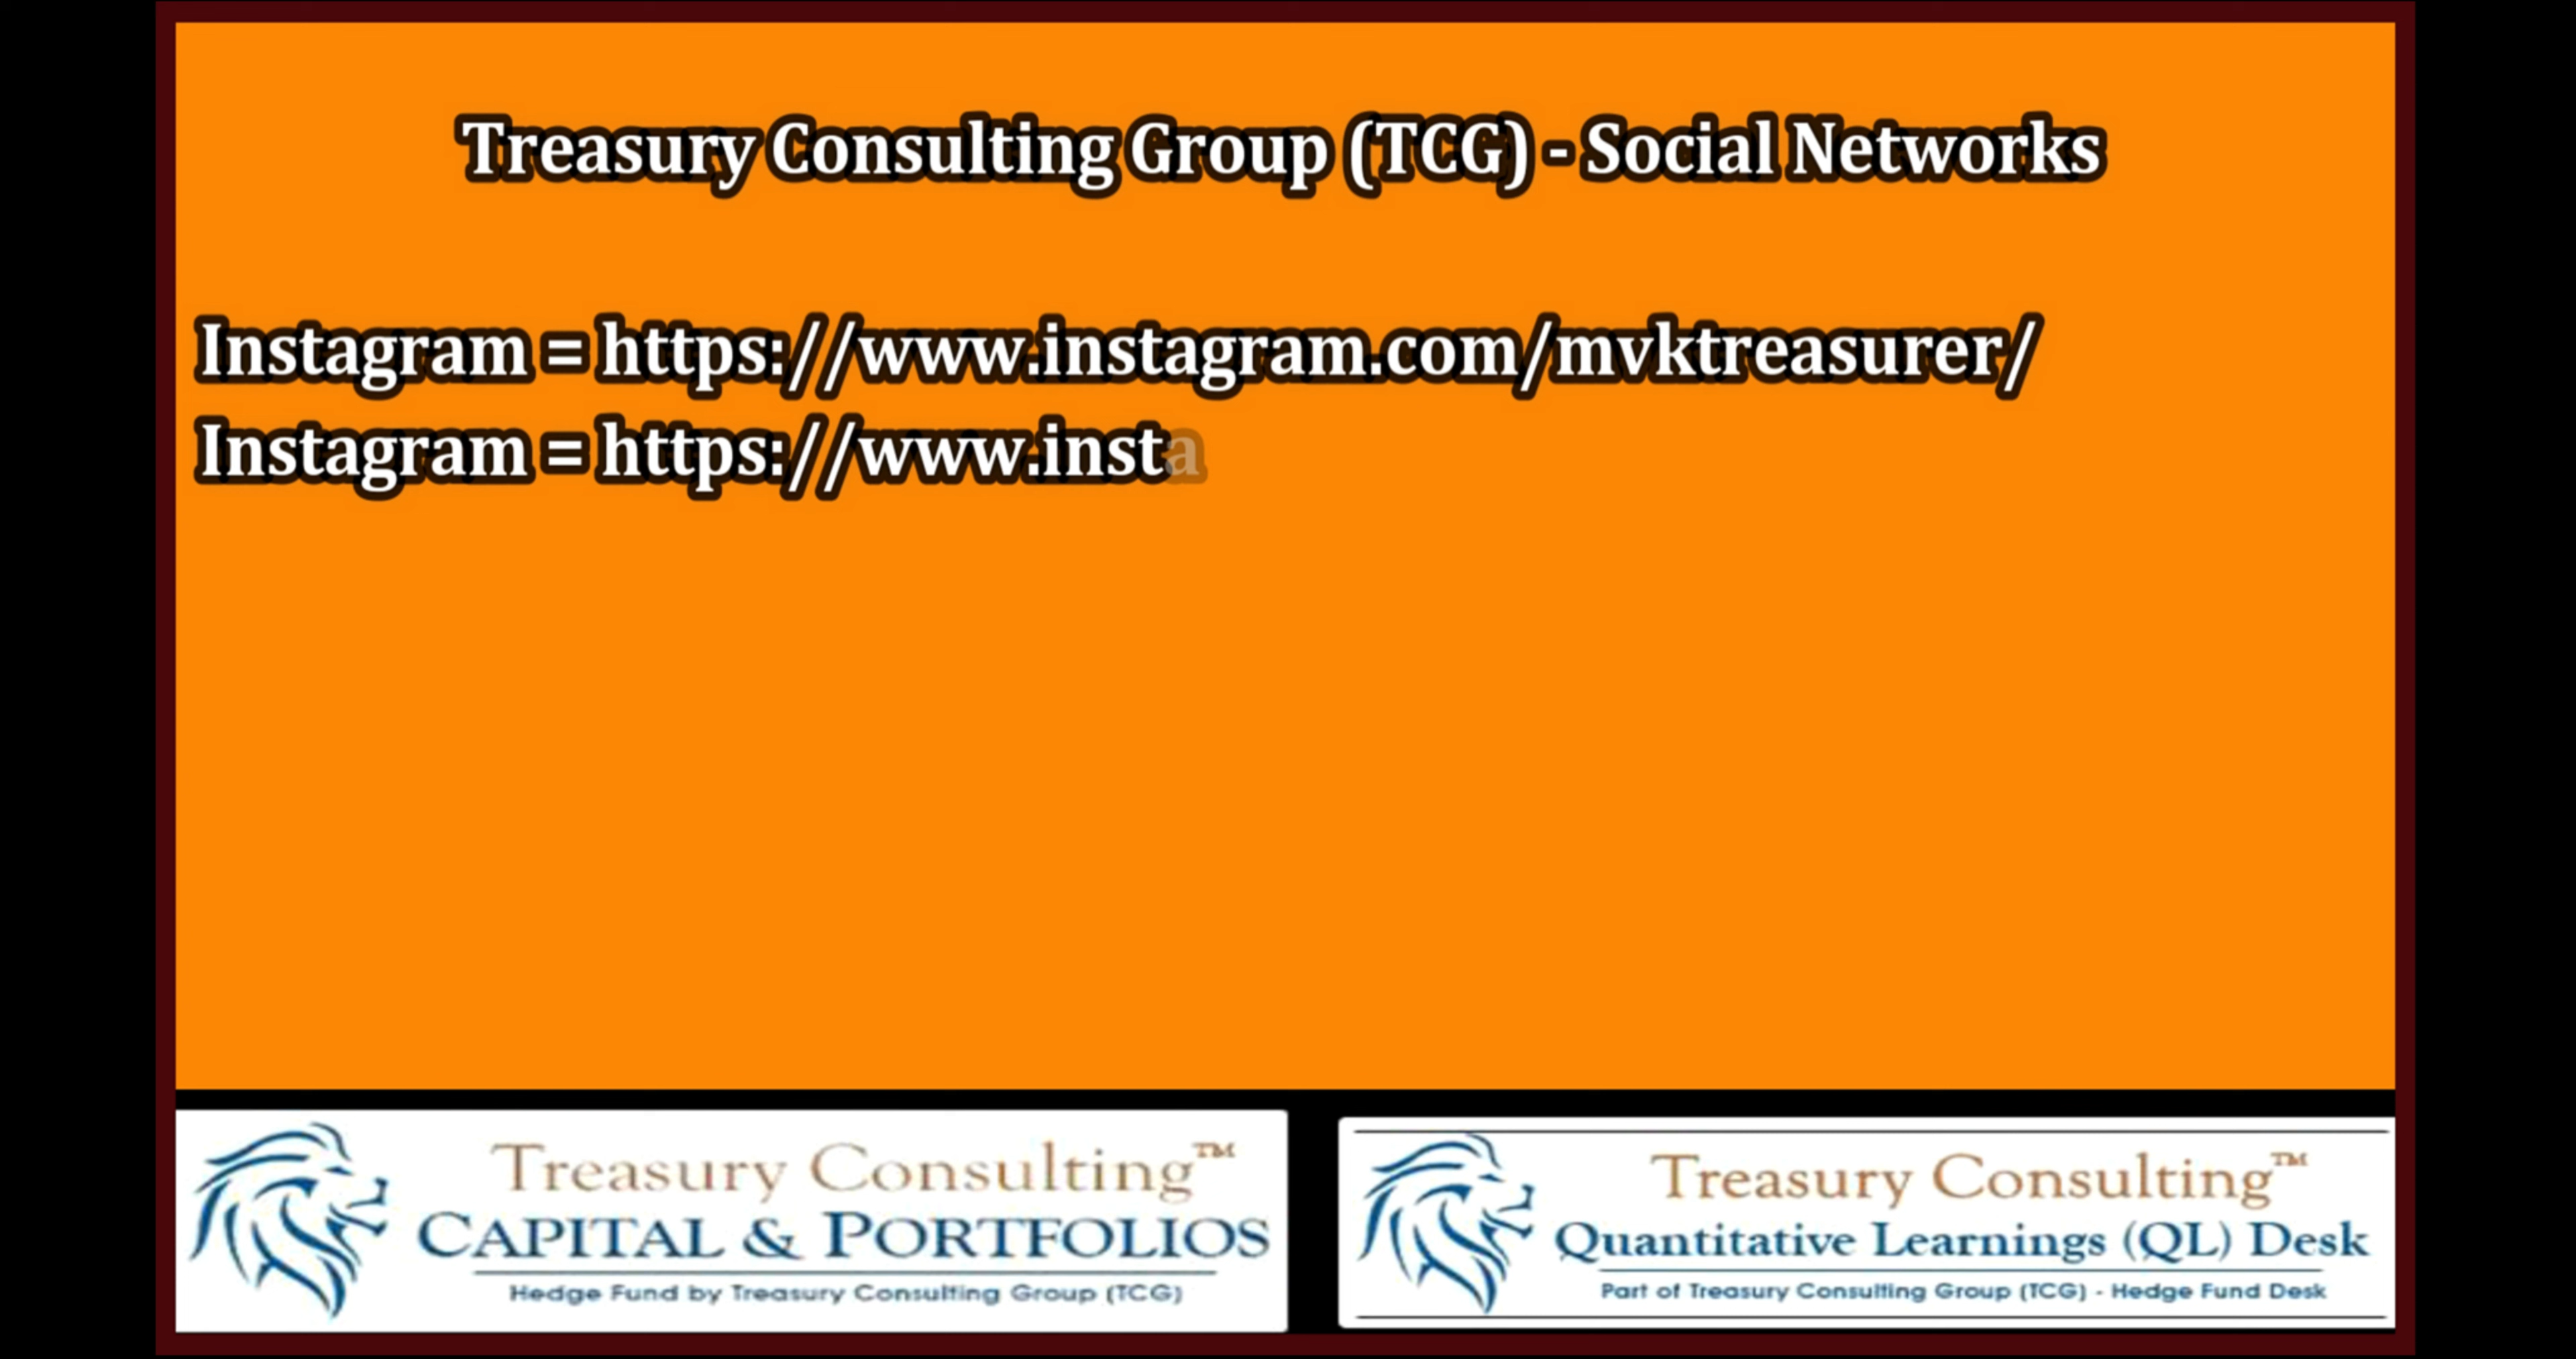 Treasury Consulting Group (TCG) - Social Networks
Instagram = https://www.instagram.com/mvktreasurer/
Instagram = https://www.insta
Treasury Consulting™
CAPITAL & PORTFOLIOS
Hedge Fund by Treasury Consulting Group (TCG)
Treasury Consulting™
Quantitative Learnings (QL) Desk
Part of Treasury Consulting Group (TCG) - Hedge Fund Desk